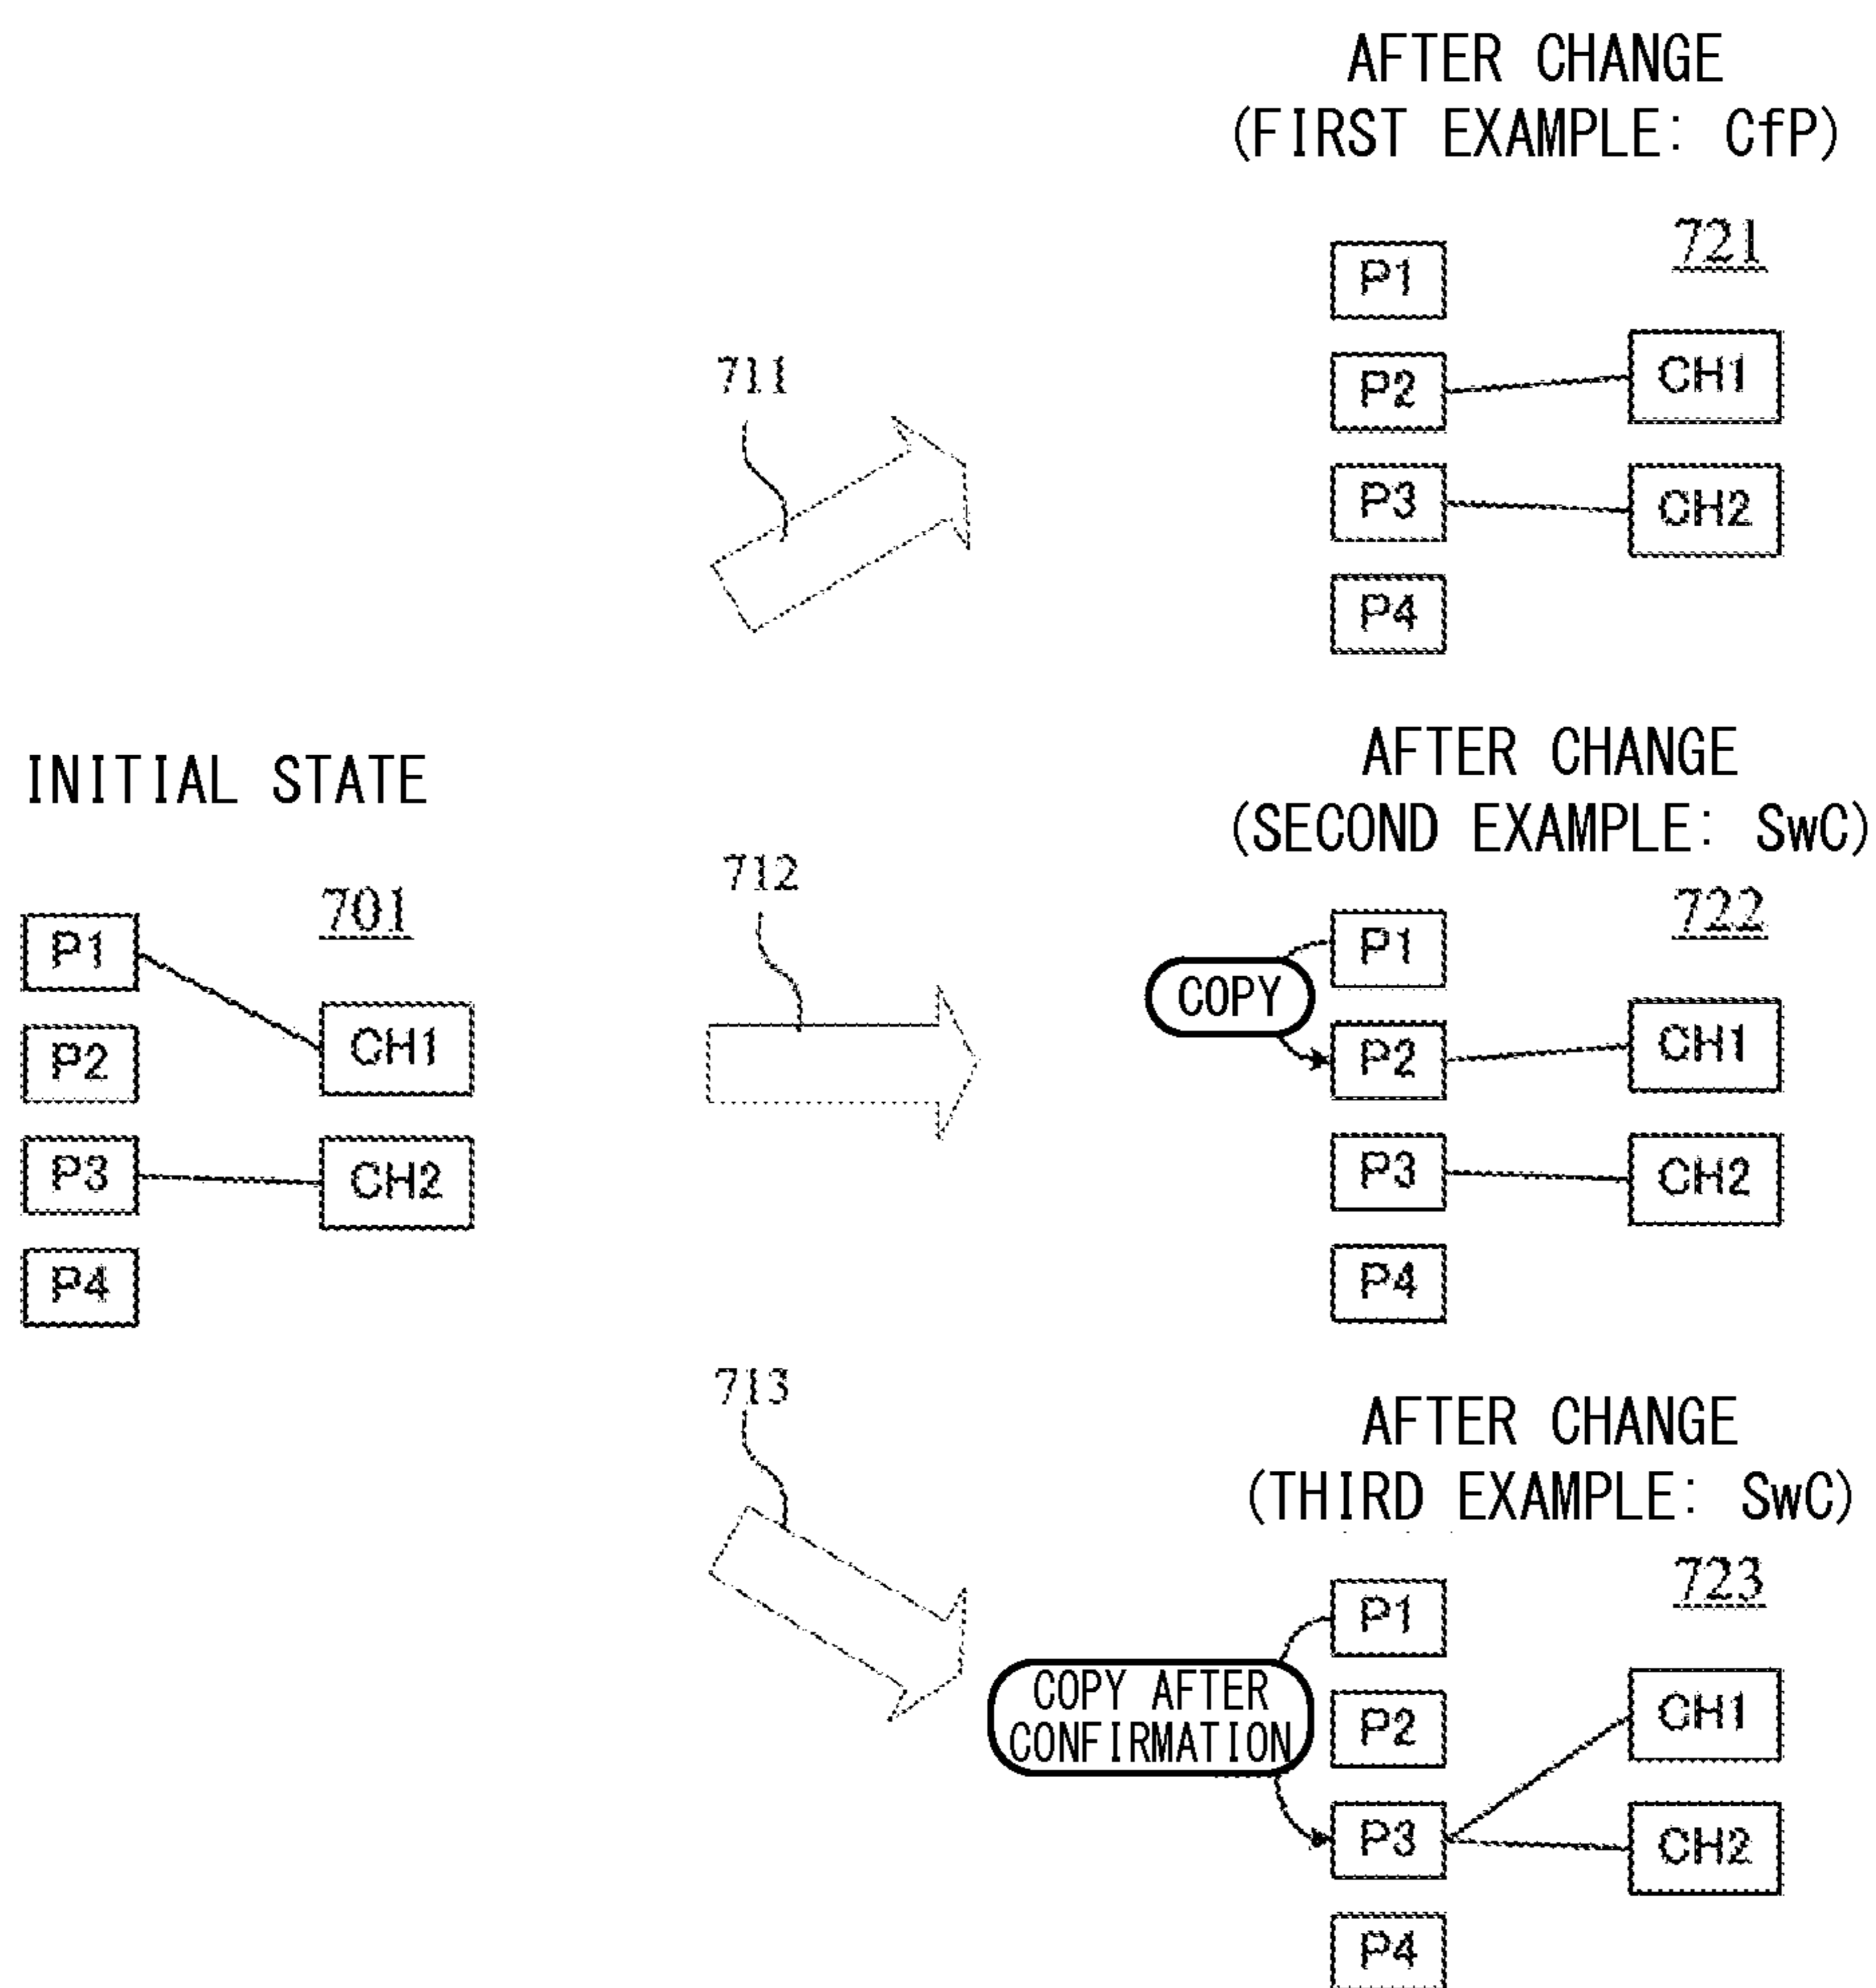 AFTER CHANGE
(FIRST EXAMPLE: CfP)
721
P1
711
P2
CH1
P3
CH2
P4
INITIAL STATE
AFTER CHANGE
(SECOND EXAMPLE: SwC)
701
712
722
P1
P2
CH1
P3
CH2
P4
P1
COPY
P2
CH1
P3
CH2
P4
713
AFTER CHANGE
(THIRD EXAMPLE: SwC)
723
P1
COPY AFTER
CONFIRMATION
P2
CH1
P3
CH2
P4